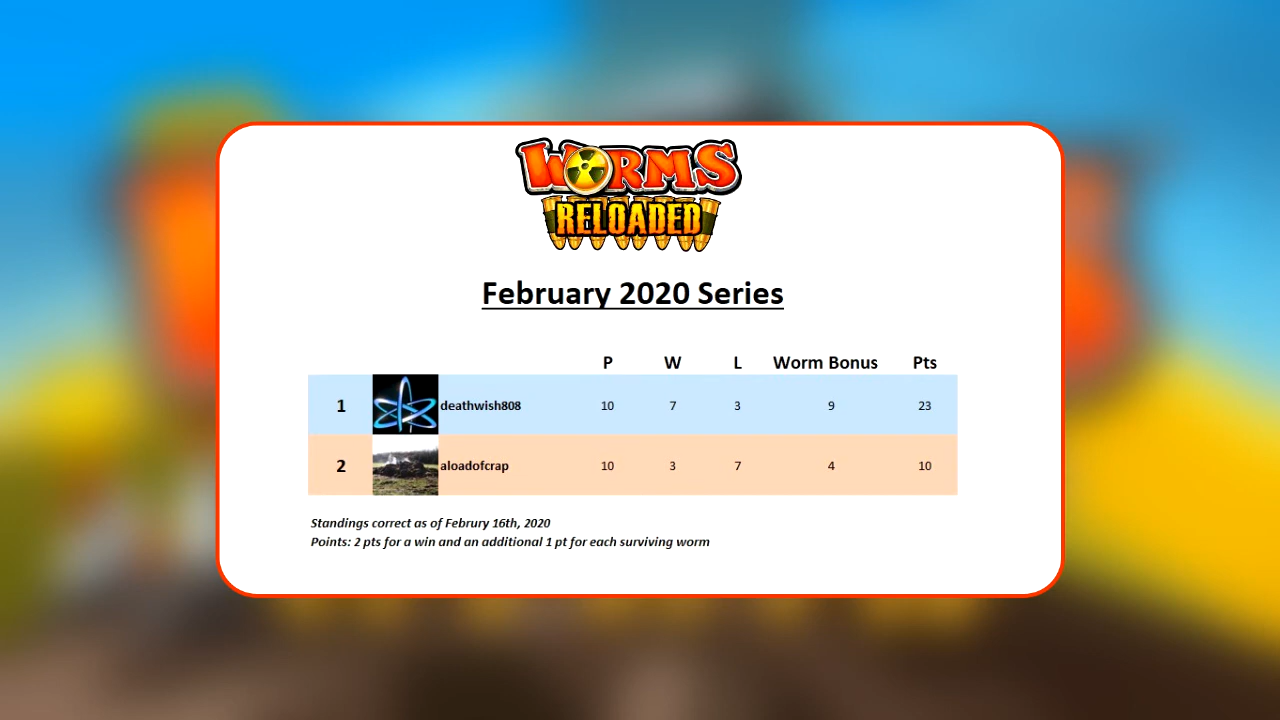 WORMS
RELOADED
February 2020 Series
P W L Worm Bonus Pts
1 deathwish808 10 7 3 9 23
2 aloadofcrap 10 3 7 4 10
Standings correct as of Februry 16th, 2020
Points: 2 pts for a win and an additional 1 pt for each surviving worm